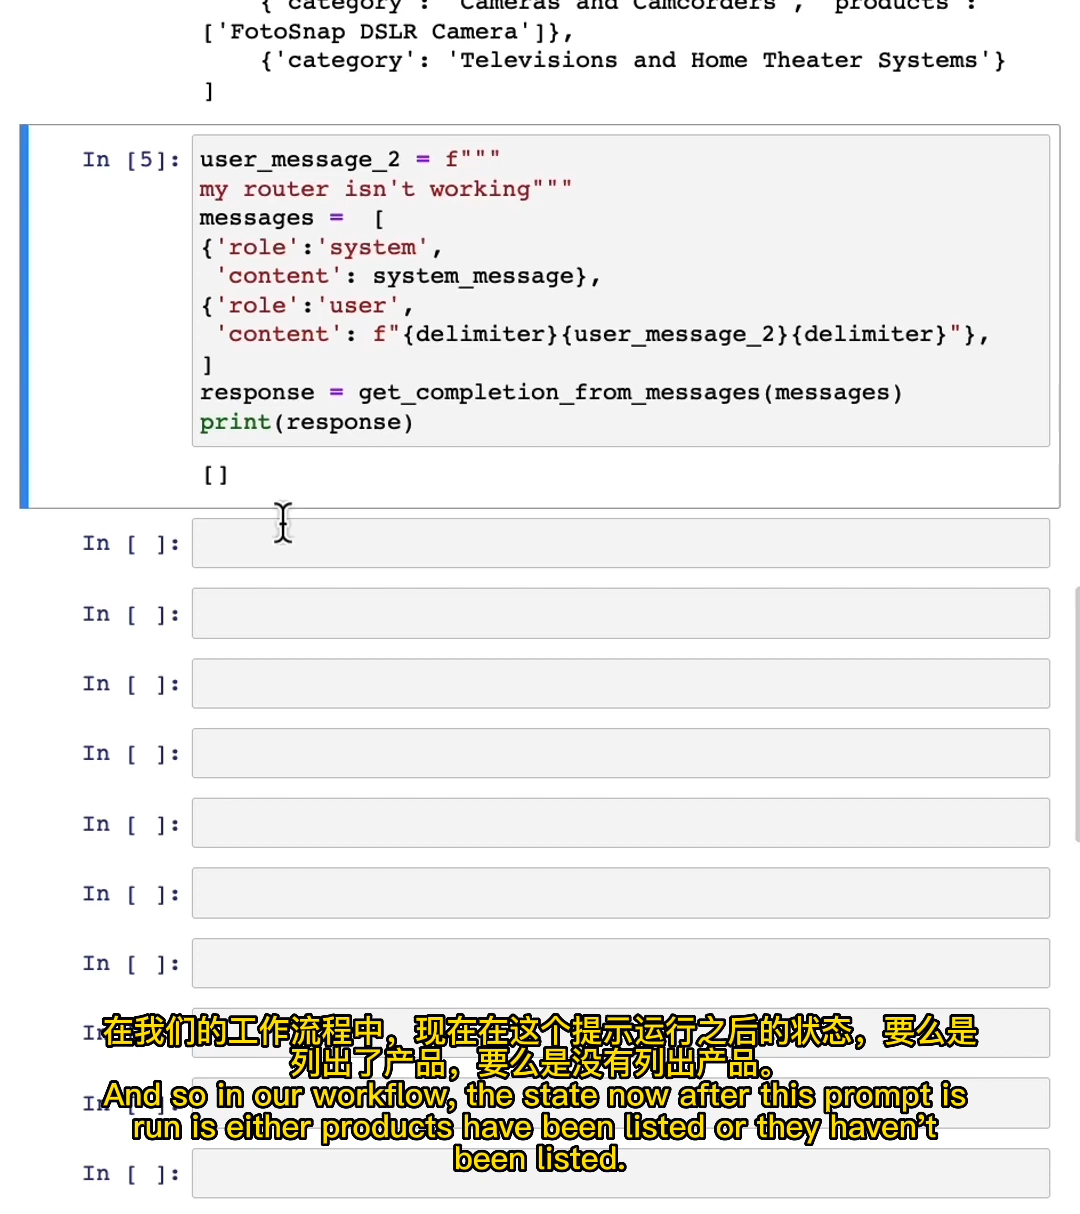 {'category': 'Cameras and Camcorders', 'products':
['FotoSnap DSLR Camera']},
{'category': 'Televisions and Home Theater Systems'}
]
In [5]:
user_message_2 = f"""
my router isn't working"""
messages =  [
{'role':'system',
 'content': system_message},
{'role':'user',
 'content': f"{delimiter}{user_message_2}{delimiter}"},
]
response = get_completion_from_messages(messages)
print(response)
[]
In [ ]:
In [ ]:
In [ ]:
In [ ]:
In [ ]:
In [ ]:
In [ ]:
在我们的工作流程中，现在在这个提示运行之后的状态，要么是
列出了产品，要么是没有列出产品。
And so in our workflow, the state now after this prompt is
run is either products have been listed or they haven't
been listed.
In [ ]: